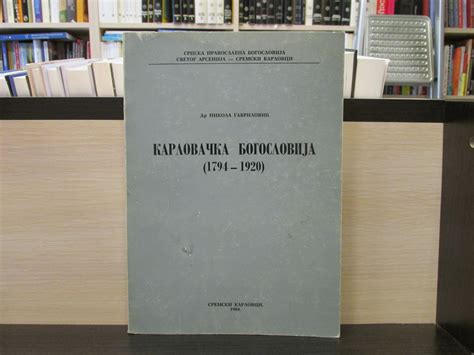 СРПСКА ПРАВОСЛАВНА БОГОСЛОВИЈА
СВЕТОГ АРСЕНИЈА — СРЕМСКИ КАРЛОВЦИ
Др НИКОЛА ГАВРИЛОВИЋ
КАРЛОВАЧКА БОГОСЛОВИЈА
(1794 – 1920)
СРЕМСКИ КАРЛОВЦИ,
1984.